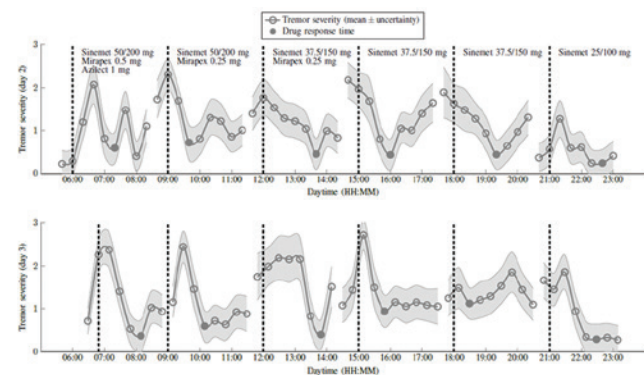 Tremor severity (mean ± uncertainty)
Drug response time
Sinemet 50/200 mg
Mirapex 0.5 mg
Azilect 1 mg
Sinemet 50/200 mg
Mirapex 0.25 mg
Sinemet 37.5/150 mg
Mirapex 0.25 mg
Sinemet 37.5/150 mg
Sinemet 37.5/150 mg
Sinemet 25/100 mg
Tremor severity (day 2)
3
2
1
0
06:00 07:00 08:00 09:00 10:00 11:00 12:00 13:00 14:00 15:00 16:00 17:00 18:00 19:00 20:00 21:00 22:00 23:00
Daytime (HH:MM)
Tremor severity (day 3)
3
2
1
0
06:00 07:00 08:00 09:00 10:00 11:00 12:00 13:00 14:00 15:00 16:00 17:00 18:00 19:00 20:00 21:00 22:00 23:00
Daytime (HH:MM)